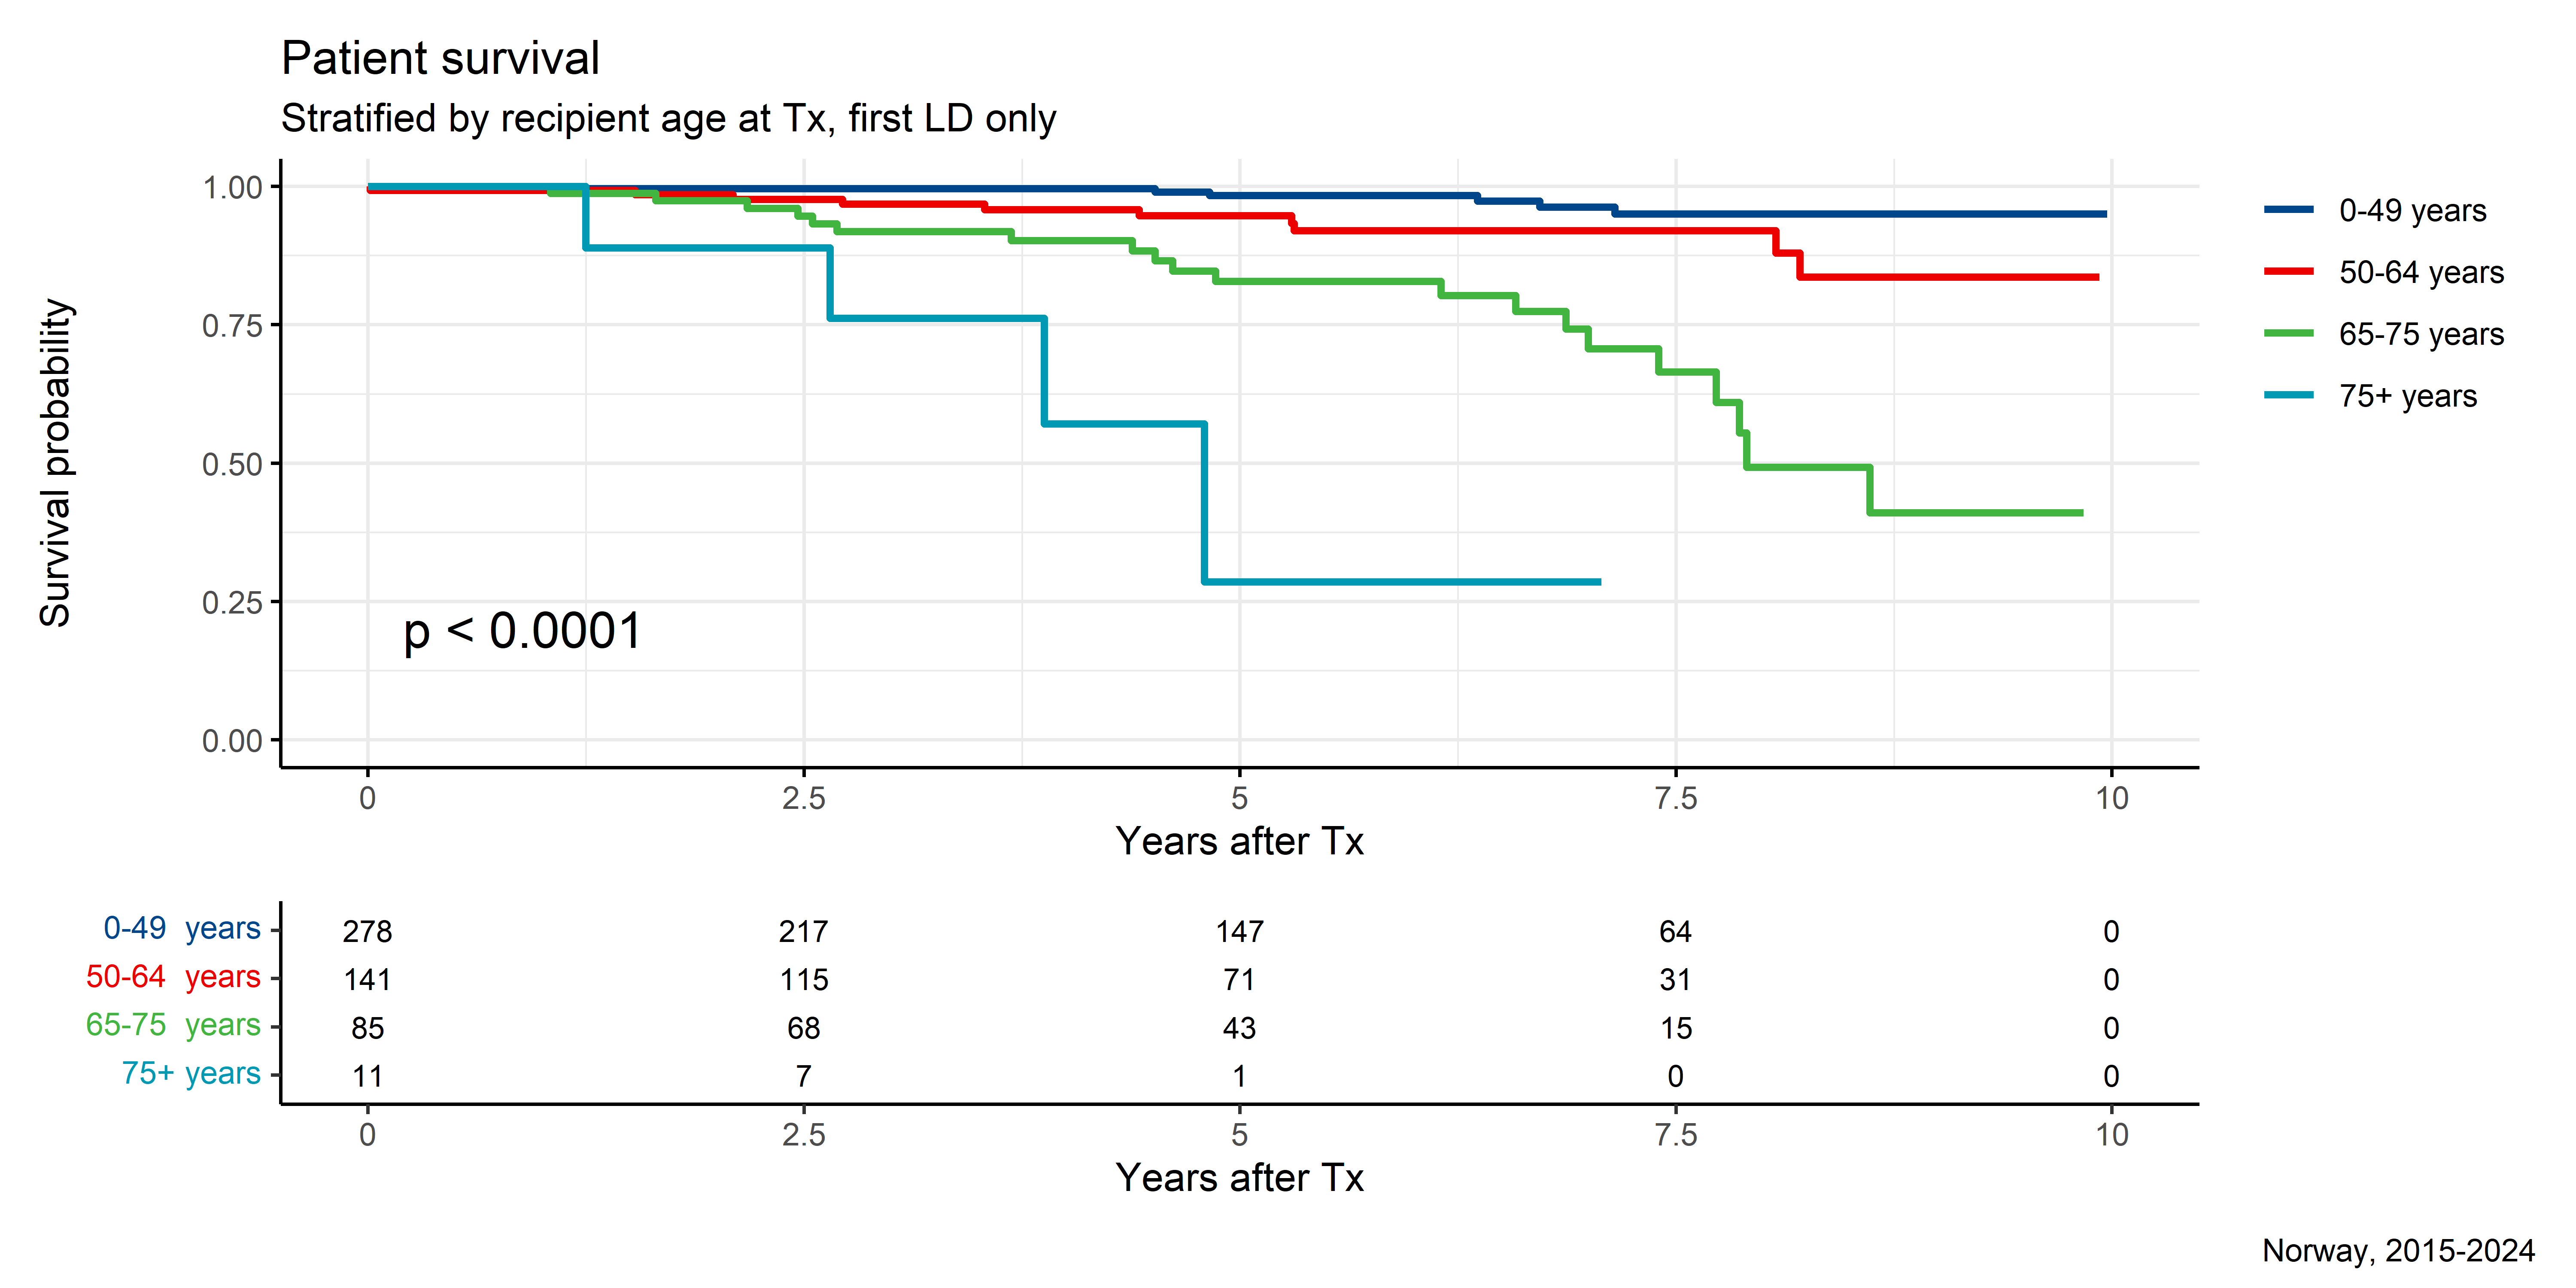 Patient survival
Stratified by recipient age at Tx, first LD only
Survival probability
1.00
0.75
0.50
0.25
0.00
p < 0.0001
0 2.5 5 7.5 10
Years after Tx
0-49 years
50-64 years
65-75 years
75+ years
0-49 years 278 217 147 64 0
50-64 years 141 115 71 31 0
65-75 years 85 68 43 15 0
75+ years 11 7 1 0 0
0 2.5 5 7.5 10
Years after Tx
Norway, 2015-2024